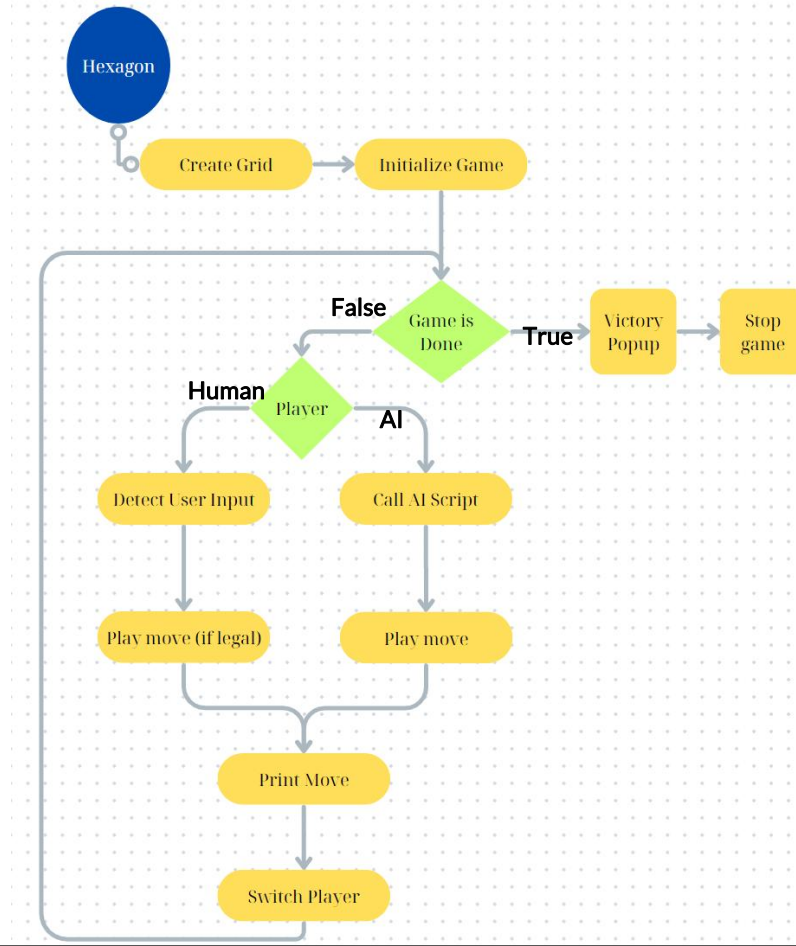 Hexagon
Create Grid
Initialize Game
False
Game is
Done
True
Victory
Popup
Stop
game
Human
Player
AI
Detect User Input
Call AI Script
Play move (if legal)
Play move
Print Move
Switch Player